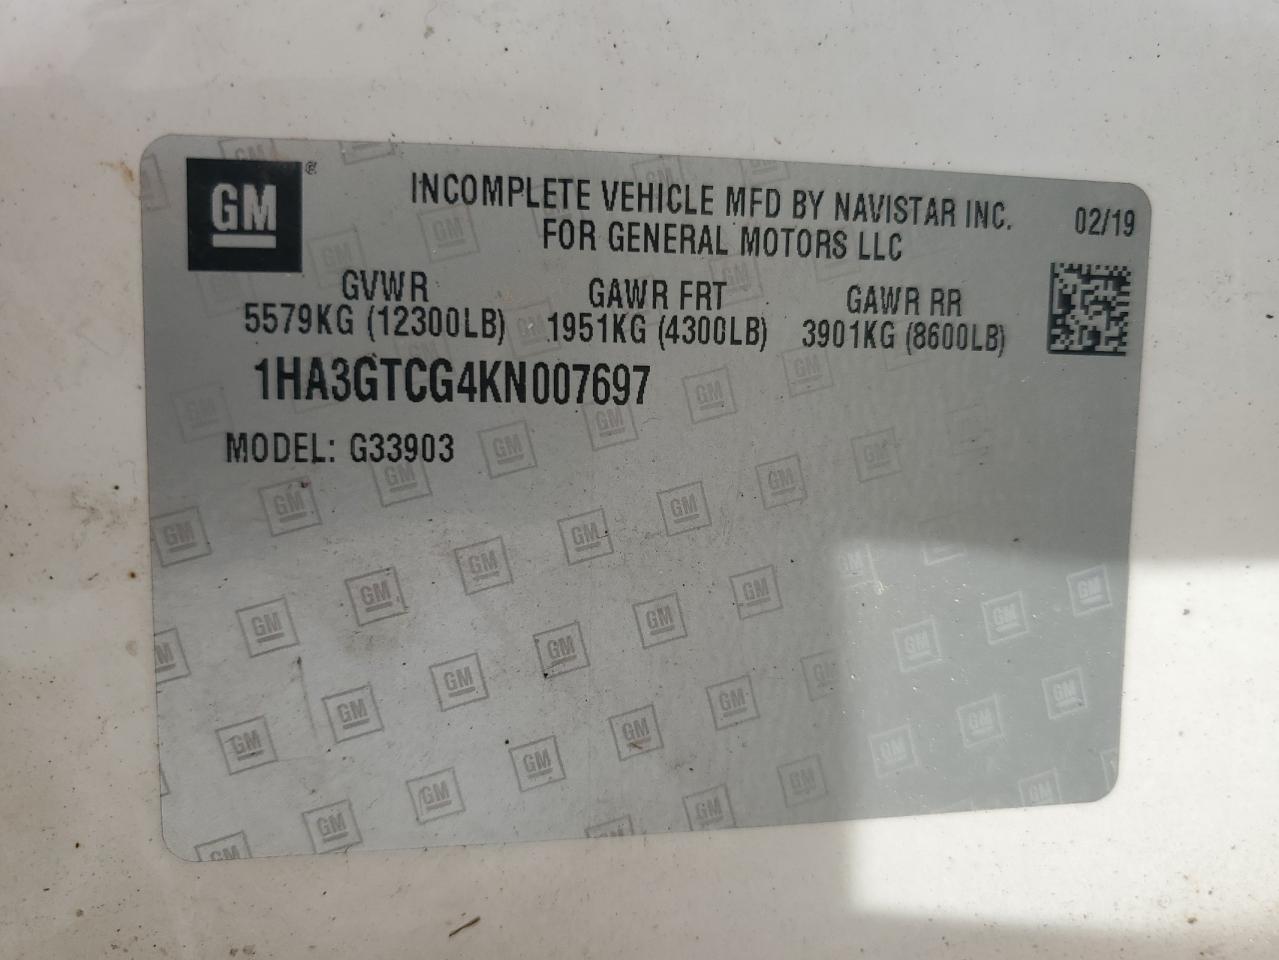 GM
INCOMPLETE VEHICLE MFD BY NAVISTAR INC. 02/19
FOR GENERAL MOTORS LLC
GVWR GAWR FRT GAWR RR
5579KG (12300LB) 1951KG (4300LB) 3901KG (8600LB)
1HA3GTCG4KN007697
MODEL: G33903